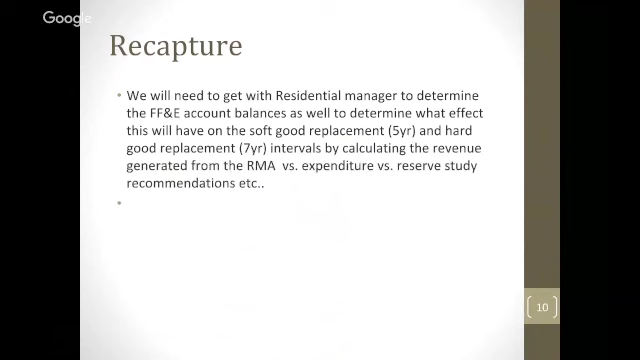 Google
Recapture
• We will need to get with Residential manager to determine
the FF&E account balances as well to determine what effect
this will have on the soft good replacement (5yr) and hard
good replacement (7yr) intervals by calculating the revenue
generated from the RMA vs. expenditure vs. reserve study
recommendations etc..
•
10